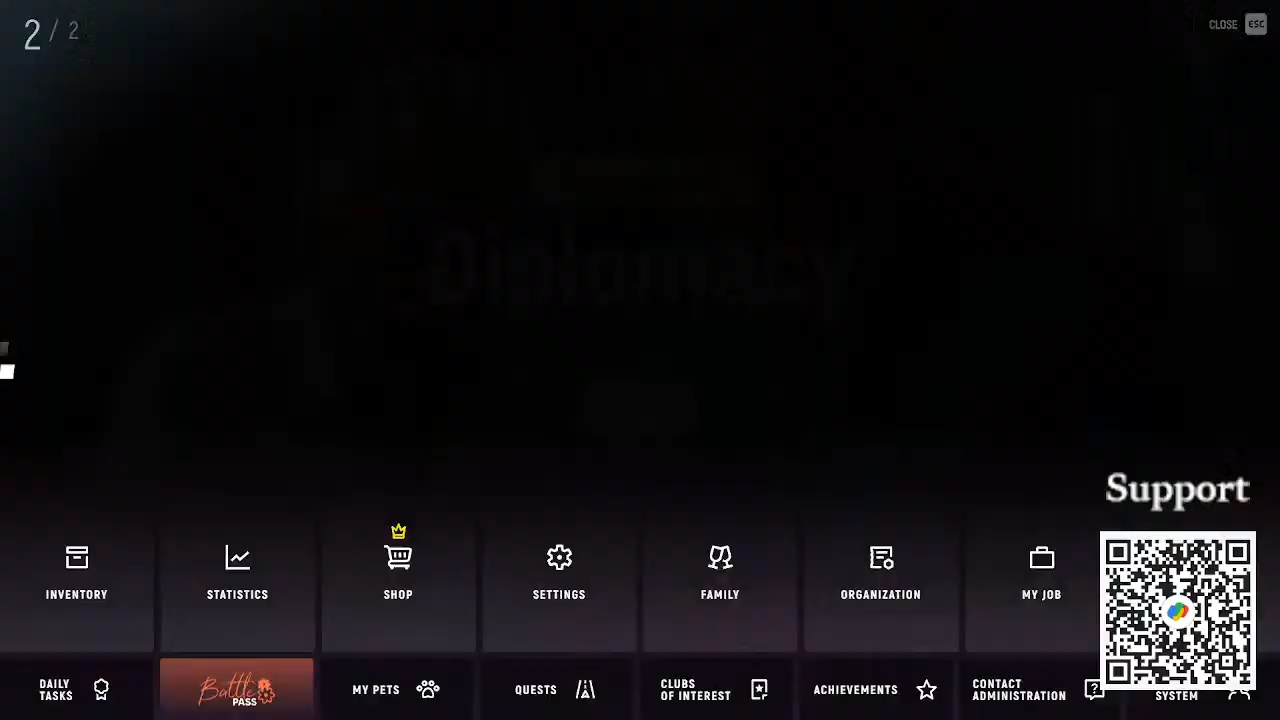 2 / 2
CLOSE ESC
Diplomacy
Support
INVENTORY
STATISTICS
SHOP
SETTINGS
FAMILY
ORGANIZATION
MY JOB
DAILY
TASKS
Battle
PASS
MY PETS
QUESTS
CLUBS
OF INTEREST
ACHIEVEMENTS
CONTACT
ADMINISTRATION
SYSTEM